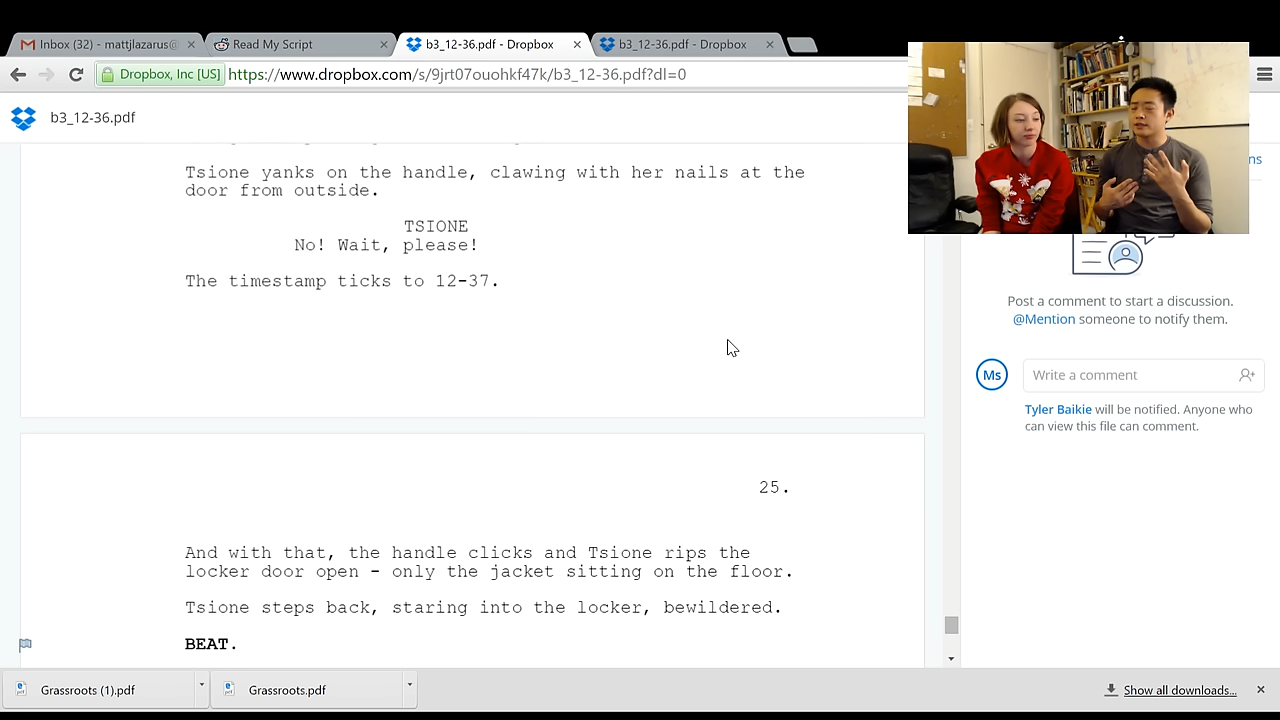 Inbox (32) - mattjlazarus@
Read My Script
b3_12-36.pdf - Dropbox
b3_12-36.pdf - Dropbox
Dropbox, Inc [US] https://www.dropbox.com/s/9jrt07ouohkf47k/b3_12-36.pdf?dl=0
b3_12-36.pdf
Tsione yanks on the handle, clawing with her nails at the
door from outside.
TSIONE
No! Wait, please!
The timestamp ticks to 12-37.
25.
And with that, the handle clicks and Tsione rips the
locker door open - only the jacket sitting on the floor.
Tsione steps back, staring into the locker, bewildered.
BEAT.
ns
Post a comment to start a discussion.
@Mention someone to notify them.
Ms
Write a comment
Tyler Baikie will be notified. Anyone who
can view this file can comment.
Grassroots (1).pdf
Grassroots.pdf
Show all downloads...